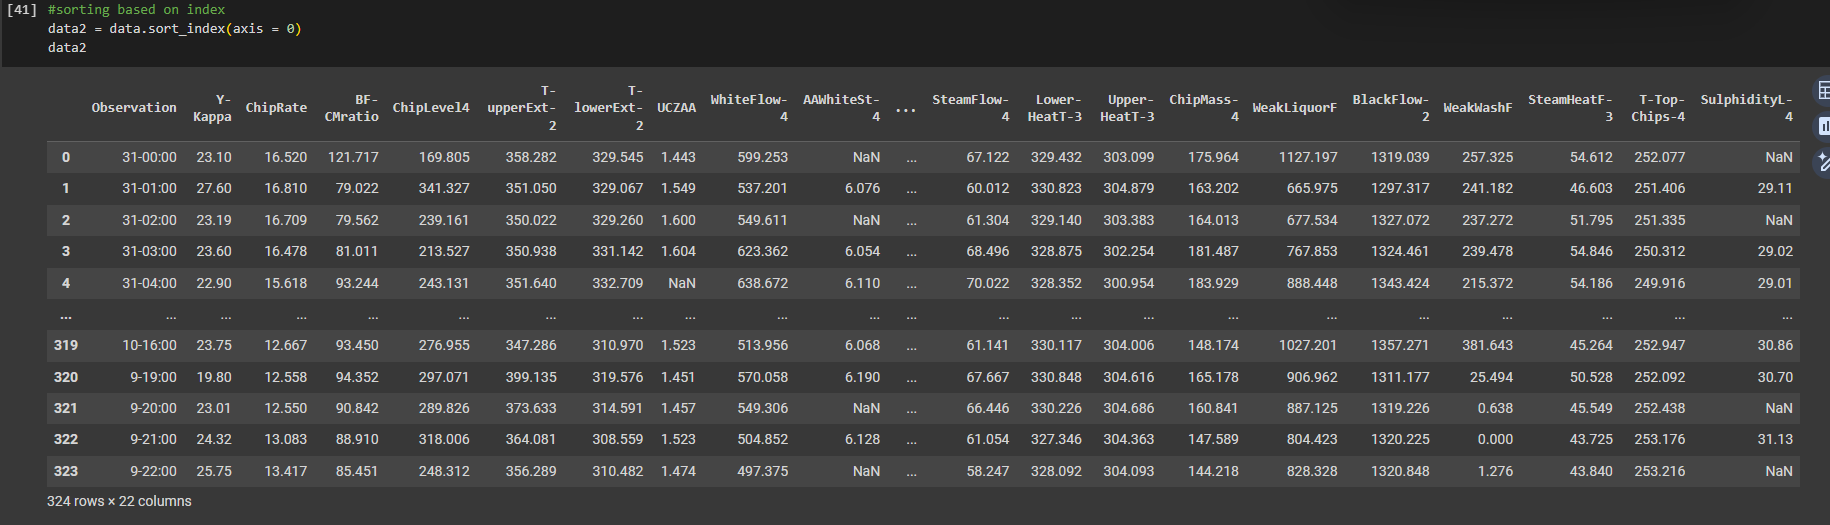 [41] #sorting based on index
data2 = data.sort_index(axis = 0)
data2
Observation Y-Kappa ChipRate BF-CMratio ChipLevel4 T-upperExt-2 T-lowerExt-2 UCZAA WhiteFlow-4 AAWhiteSt-4 ... SteamFlow-4 Lower-HeatT-3 Upper-HeatT-3 ChipMass-4 WeakLiquorF BlackFlow-2 WeakWashF SteamHeatF-3 T-Top-Chips-4 SulphidityL-4
0 31-00:00 23.10 16.520 121.717 169.805 358.282 329.545 1.443 599.253 NaN ... 67.122 329.432 303.099 175.964 1127.197 1319.039 257.325 54.612 252.077 NaN
1 31-01:00 27.60 16.810 79.022 341.327 351.050 329.067 1.549 537.201 6.076 ... 60.012 330.823 304.879 163.202 665.975 1297.317 241.182 46.603 251.406 29.11
2 31-02:00 23.19 16.709 79.562 239.161 350.022 329.260 1.600 549.611 NaN ... 61.304 329.140 303.383 164.013 677.534 1327.072 237.272 51.795 251.335 NaN
3 31-03:00 23.60 16.478 81.011 213.527 350.938 331.142 1.604 623.362 6.054 ... 68.496 328.875 302.254 181.487 767.853 1324.461 239.478 54.846 250.312 29.02
4 31-04:00 22.90 15.618 93.244 243.131 351.640 332.709 NaN 638.672 6.110 ... 70.022 328.352 300.954 183.929 888.448 1343.424 215.372 54.186 249.916 29.01
... ... ... ... ... ... ... ... ... ... ... ... ... ... ... ... ... ... ... ... ... ...
319 10-16:00 23.75 12.667 93.450 276.955 347.286 310.970 1.523 513.956 6.068 ... 61.141 330.117 304.006 148.174 1027.201 1357.271 381.643 45.264 252.947 30.86
320 9-19:00 19.80 12.558 94.352 297.071 399.135 319.576 1.451 570.058 6.190 ... 67.667 330.848 304.616 165.178 906.962 1311.177 25.494 50.528 252.092 30.70
321 9-20:00 23.01 12.550 90.842 289.826 373.633 314.591 1.457 549.306 NaN ... 66.446 330.226 304.686 160.841 887.125 1319.226 0.638 45.549 252.438 NaN
322 9-21:00 24.32 13.083 88.910 318.006 364.081 308.559 1.523 504.852 6.128 ... 61.054 327.346 304.363 147.589 804.423 1320.225 0.000 43.725 253.176 31.13
323 9-22:00 25.75 13.417 85.451 248.312 356.289 310.482 1.474 497.375 NaN ... 58.247 328.092 304.093 144.218 828.328 1320.848 1.276 43.840 253.216 NaN
324 rows × 22 columns